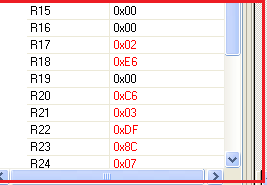 R15 0x00
R16 0x00
R17 0x02
R18 0xE6
R19 0x00
R20 0xC6
R21 0x03
R22 0xDF
R23 0x8C
R24 0x07